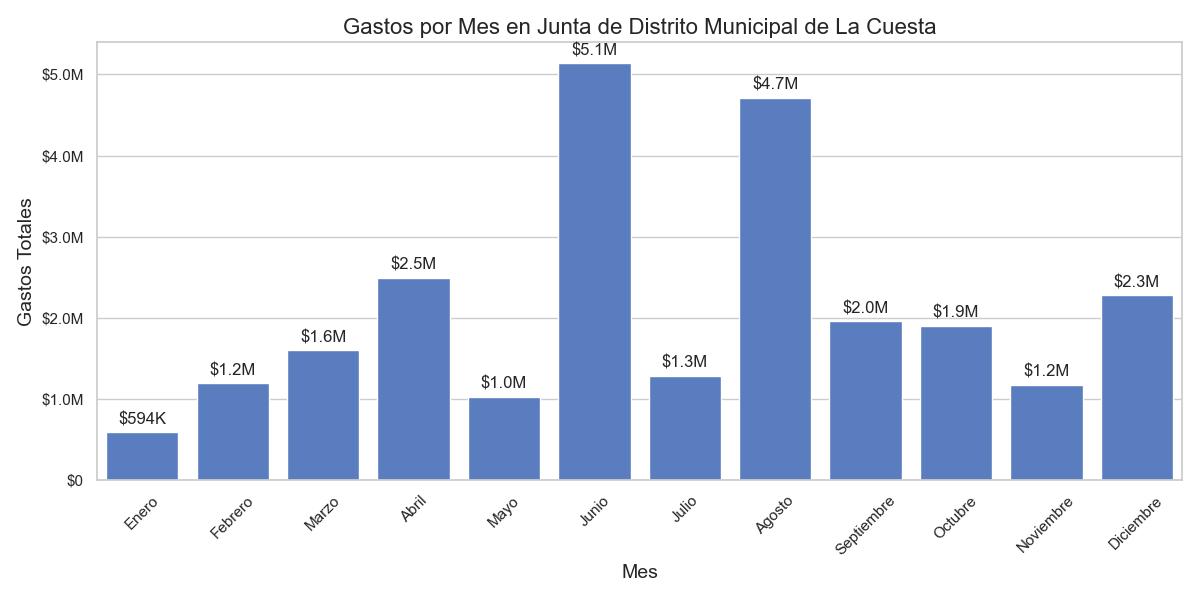 Gastos por Mes en Junta de Distrito Municipal de La Cuesta
Gastos Totales
$5.0M
$4.0M
$3.0M
$2.0M
$1.0M
$0
$594K
$1.2M
$1.6M
$2.5M
$1.0M
$5.1M
$1.3M
$4.7M
$2.0M
$1.9M
$1.2M
$2.3M
Enero
Febrero
Marzo
Abril
Mayo
Junio
Julio
Agosto
Septiembre
Octubre
Noviembre
Diciembre
Mes